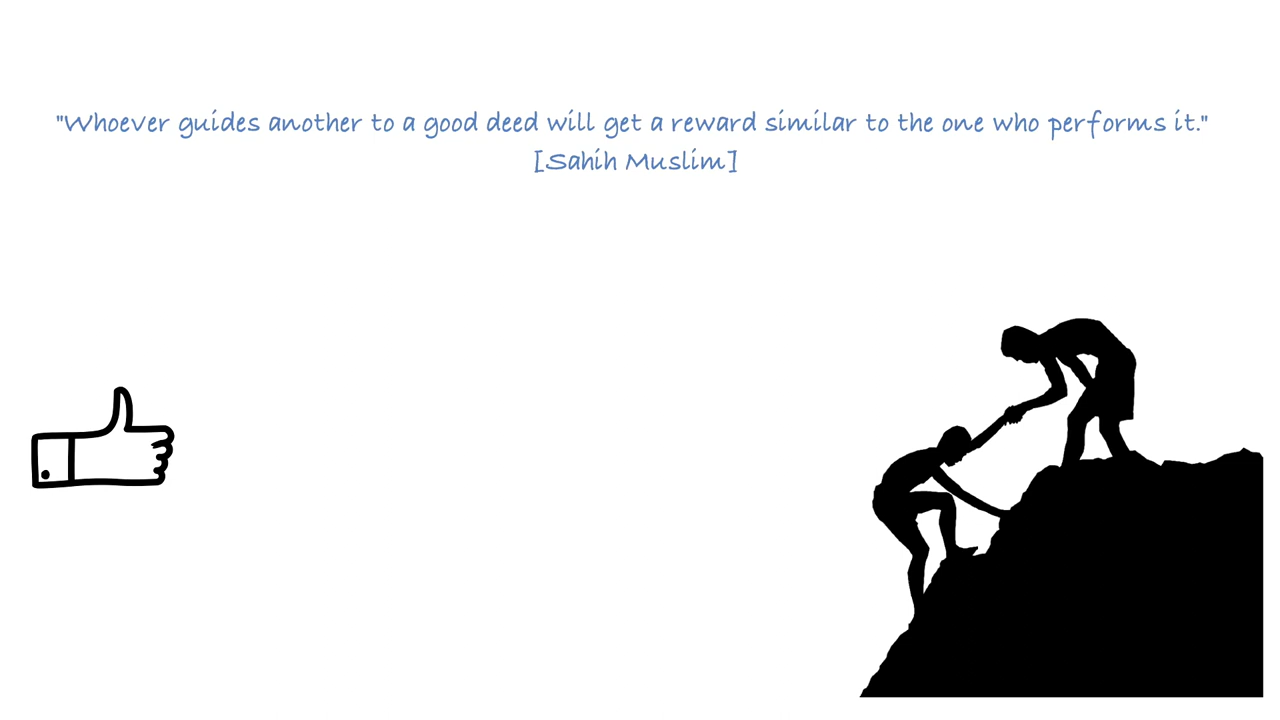 "Whoever guides another to a good deed will get a reward similar to the one who performs it."
[Sahih Muslim]